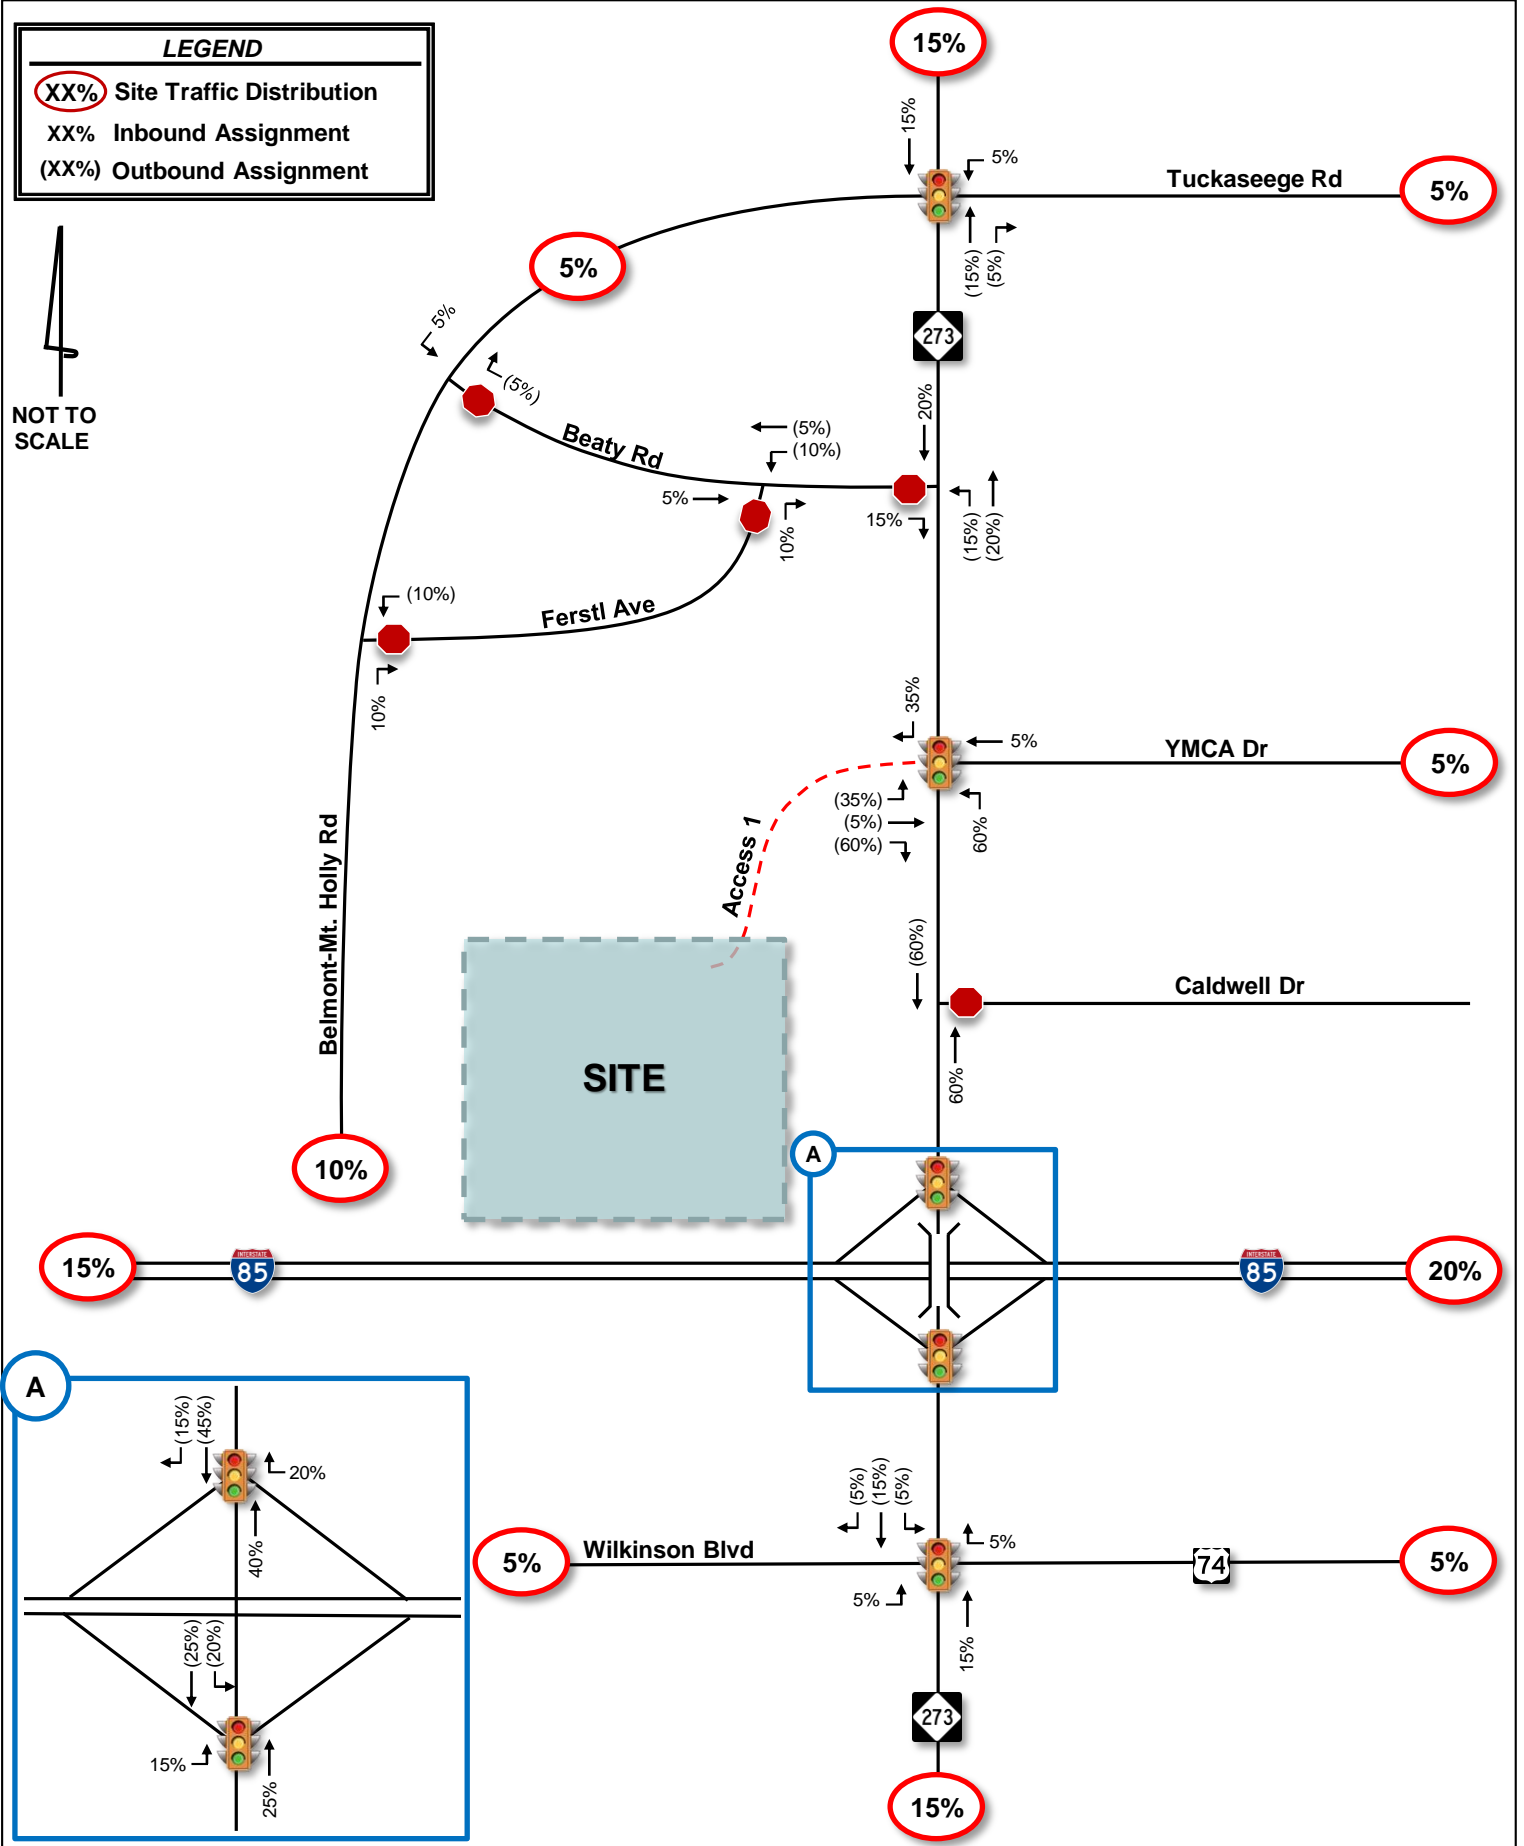 LEGEND
XX% Site Traffic Distribution
XX% Inbound Assignment
(XX%) Outbound Assignment
15%
15%
5%
Tuckaseege Rd
5%
(15%)
(5%)
5%
NOT TO
SCALE
273
5%
(5%)
Beaty Rd
(5%)
(10%)
5%
10%
20%
15%
(15%)
(20%)
(10%)
Ferstl Ave
10%
35%
5%
YMCA Dr
5%
(35%)
(5%)
(60%)
60%
Access 1
Belmont-Mt. Holly Rd
(60%)
Caldwell Dr
60%
SITE
10%
A
15%
INTERSTATE
85
INTERSTATE
85
20%
A
(15%)
(45%)
20%
40%
(25%)
(20%)
15%
25%
(5%)
(15%)
(5%)
5%
Wilkinson Blvd
5%
5%
15%
74
5%
273
15%